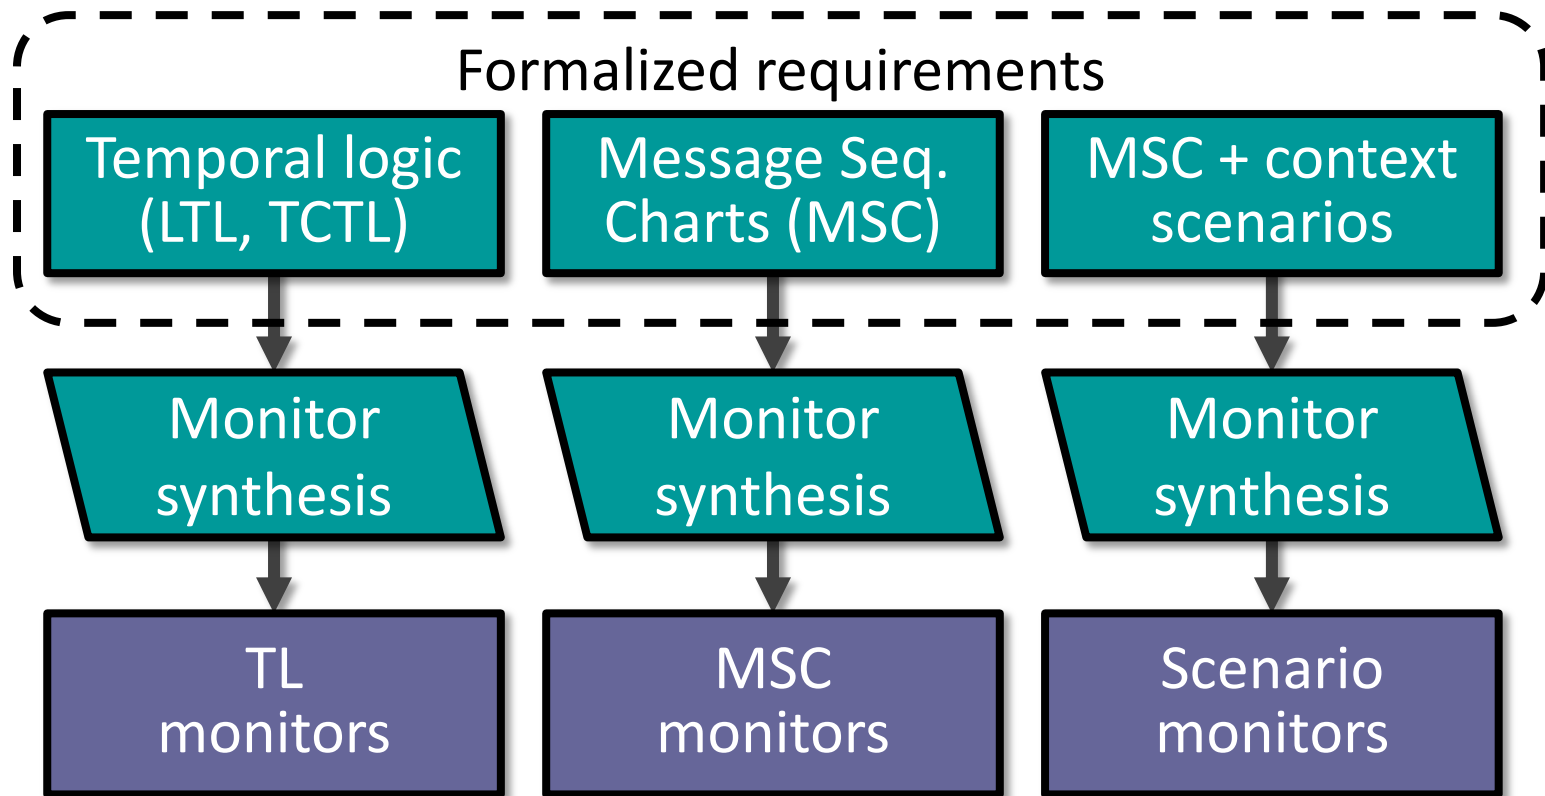 Formalized requirements
Temporal logic
(LTL, TCTL)
Message Seq.
Charts (MSC)
MSC + context
scenarios
Monitor
synthesis
Monitor
synthesis
Monitor
synthesis
TL
monitors
MSC
monitors
Scenario
monitors